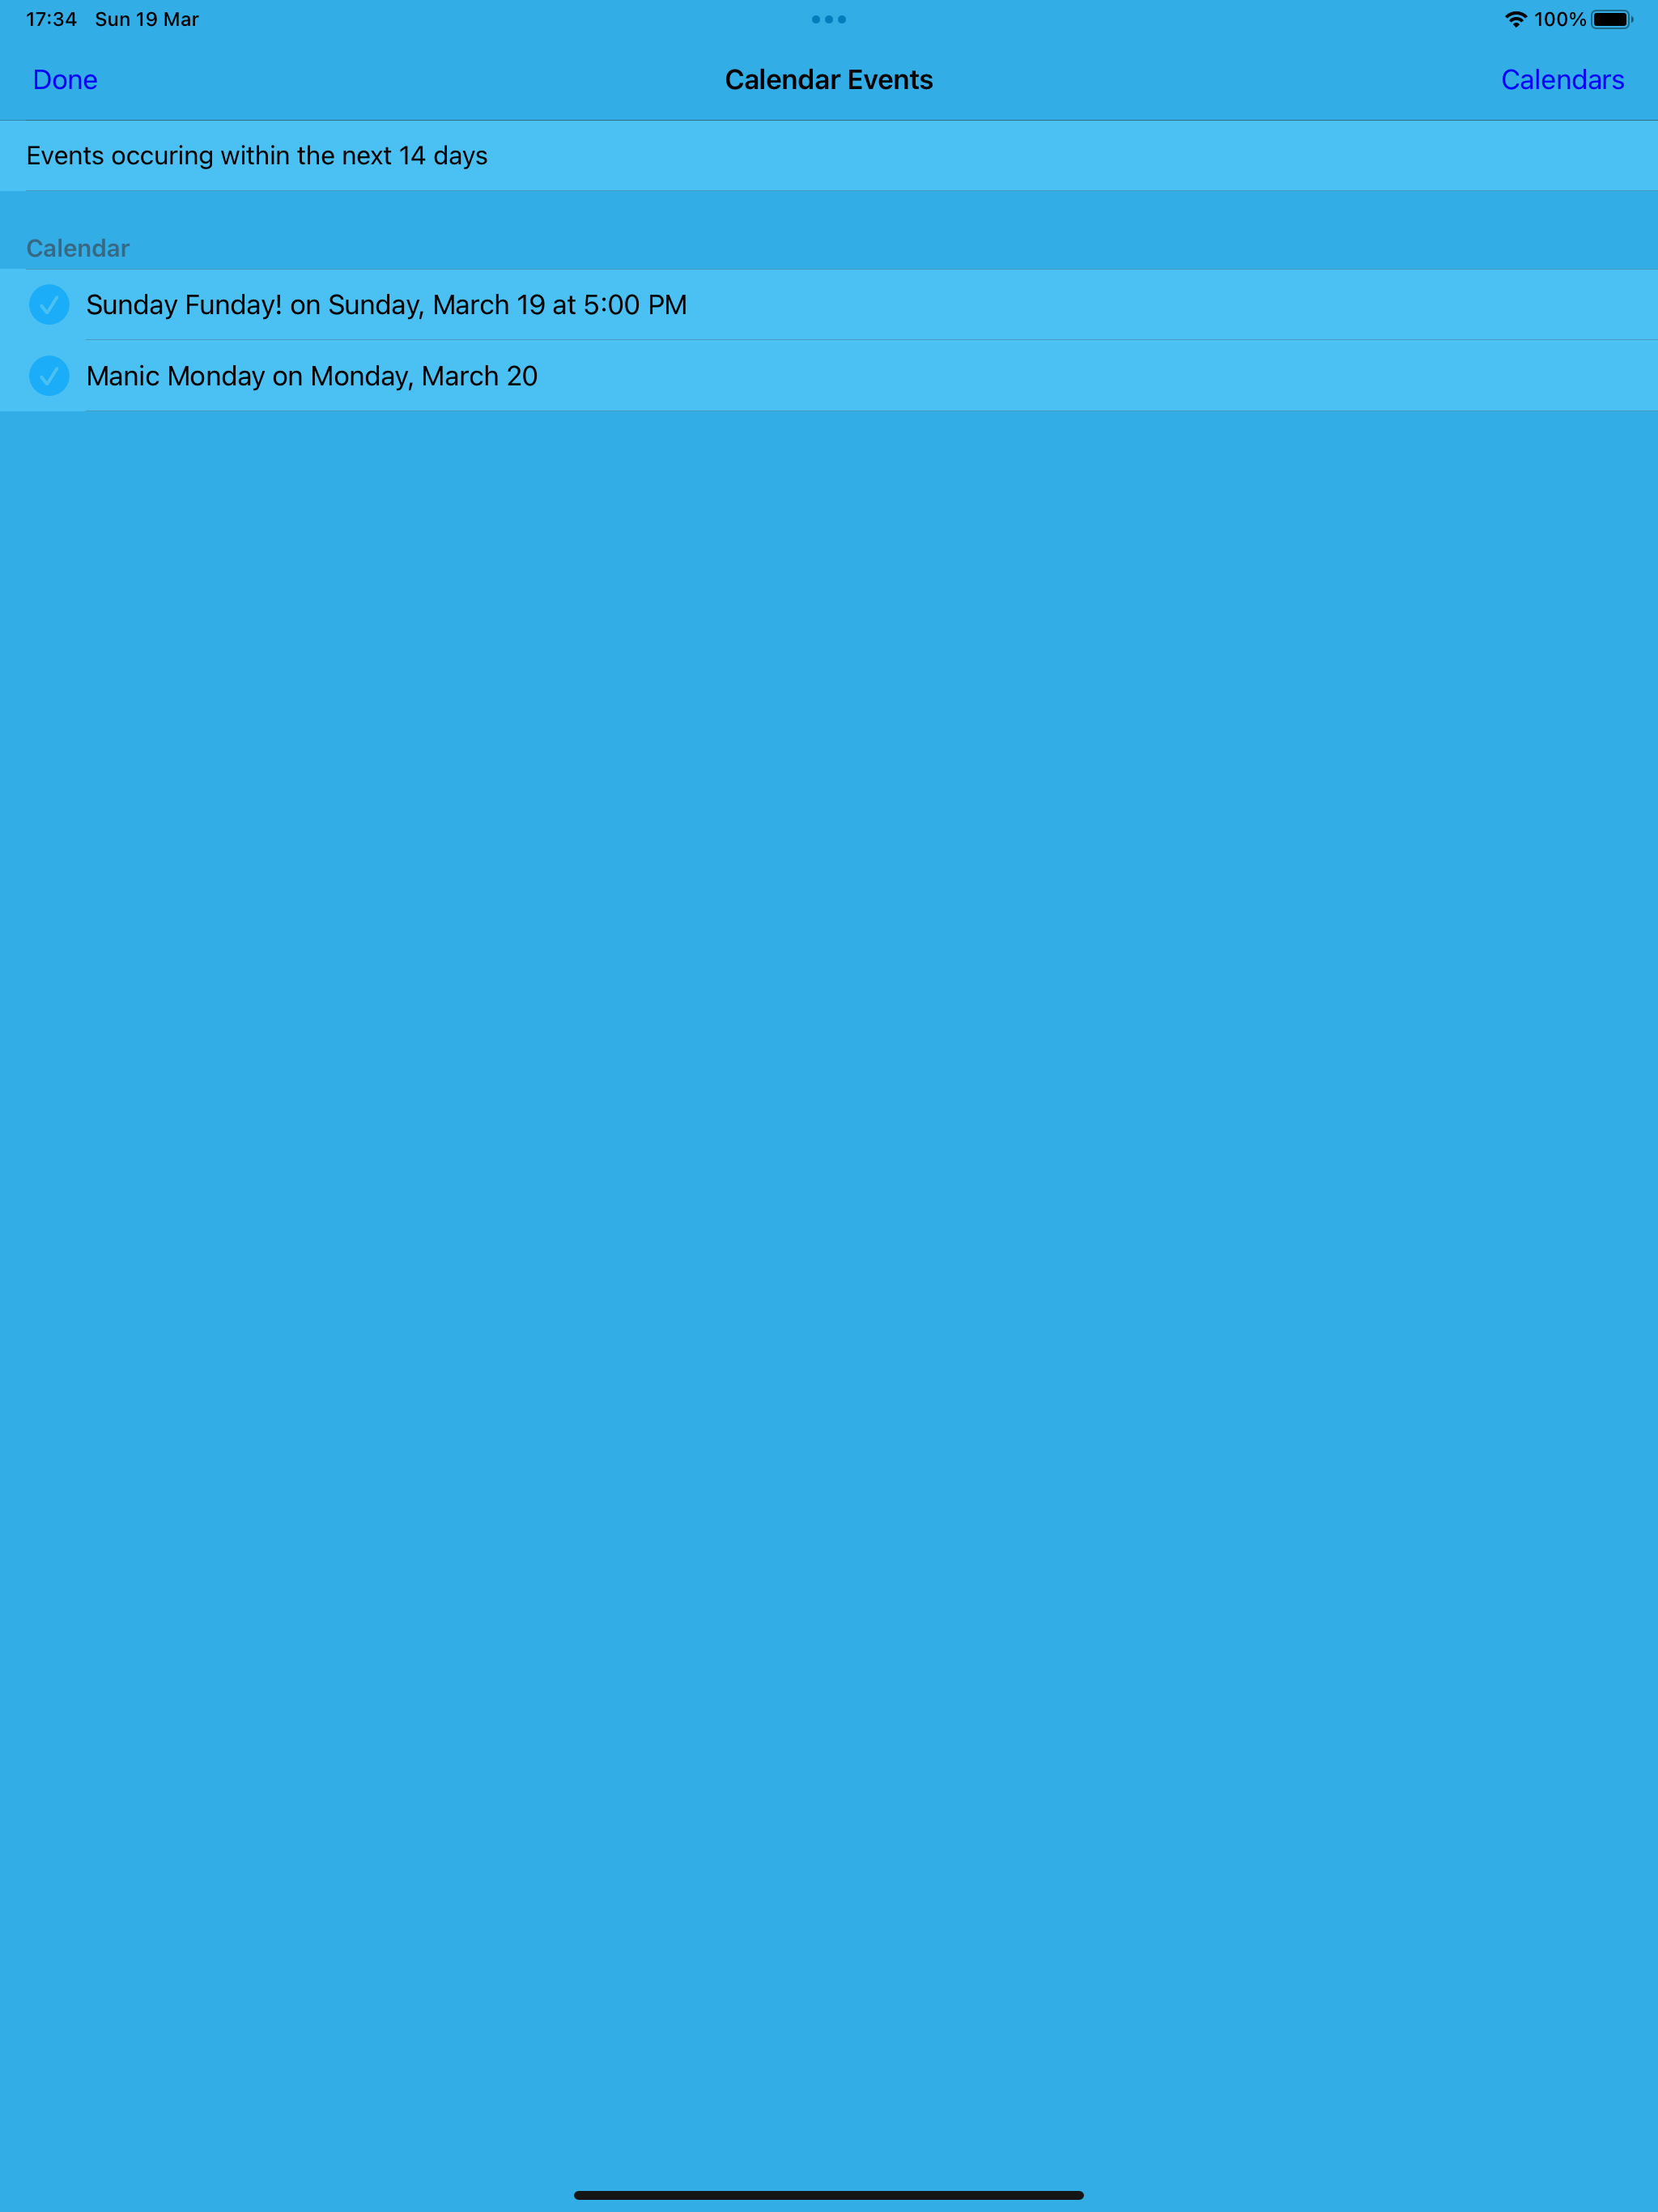 17:34 Sun 19 Mar 100%
Done Calendar Events Calendars
Events occuring within the next 14 days
Calendar
Sunday Funday! on Sunday, March 19 at 5:00 PM
Manic Monday on Monday, March 20